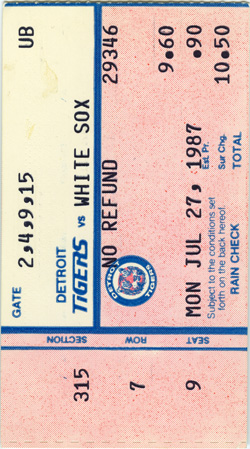 UB
GATE 2,4,9,15
DETROIT
TIGERS vs WHITE SOX
29346
NO REFUND
DETROIT
TIGERS
9.60 .90 10.50
Est. Pr. Sur Chg. TOTAL
MON JUL 27, 1987
Subject to the conditions set
forth on the back hereof.
RAIN CHECK
SECTION ROW SEAT
315 7 9